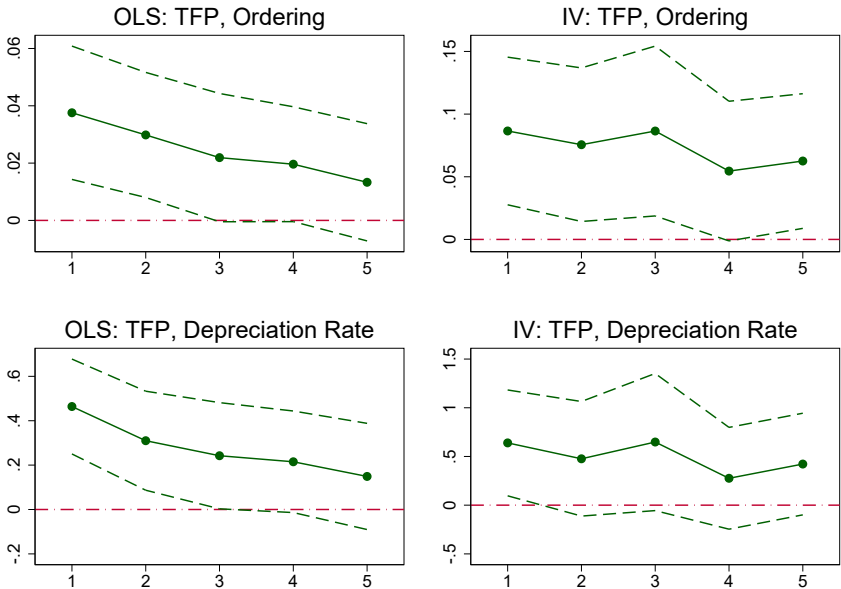 OLS: TFP, Ordering
.06
.04
.02
0
1 2 3 4 5
IV: TFP, Ordering
.15
.1
.05
0
1 2 3 4 5
OLS: TFP, Depreciation Rate
.6
.4
.2
0
-.2
1 2 3 4 5
IV: TFP, Depreciation Rate
1.5
1
.5
0
-.5
1 2 3 4 5